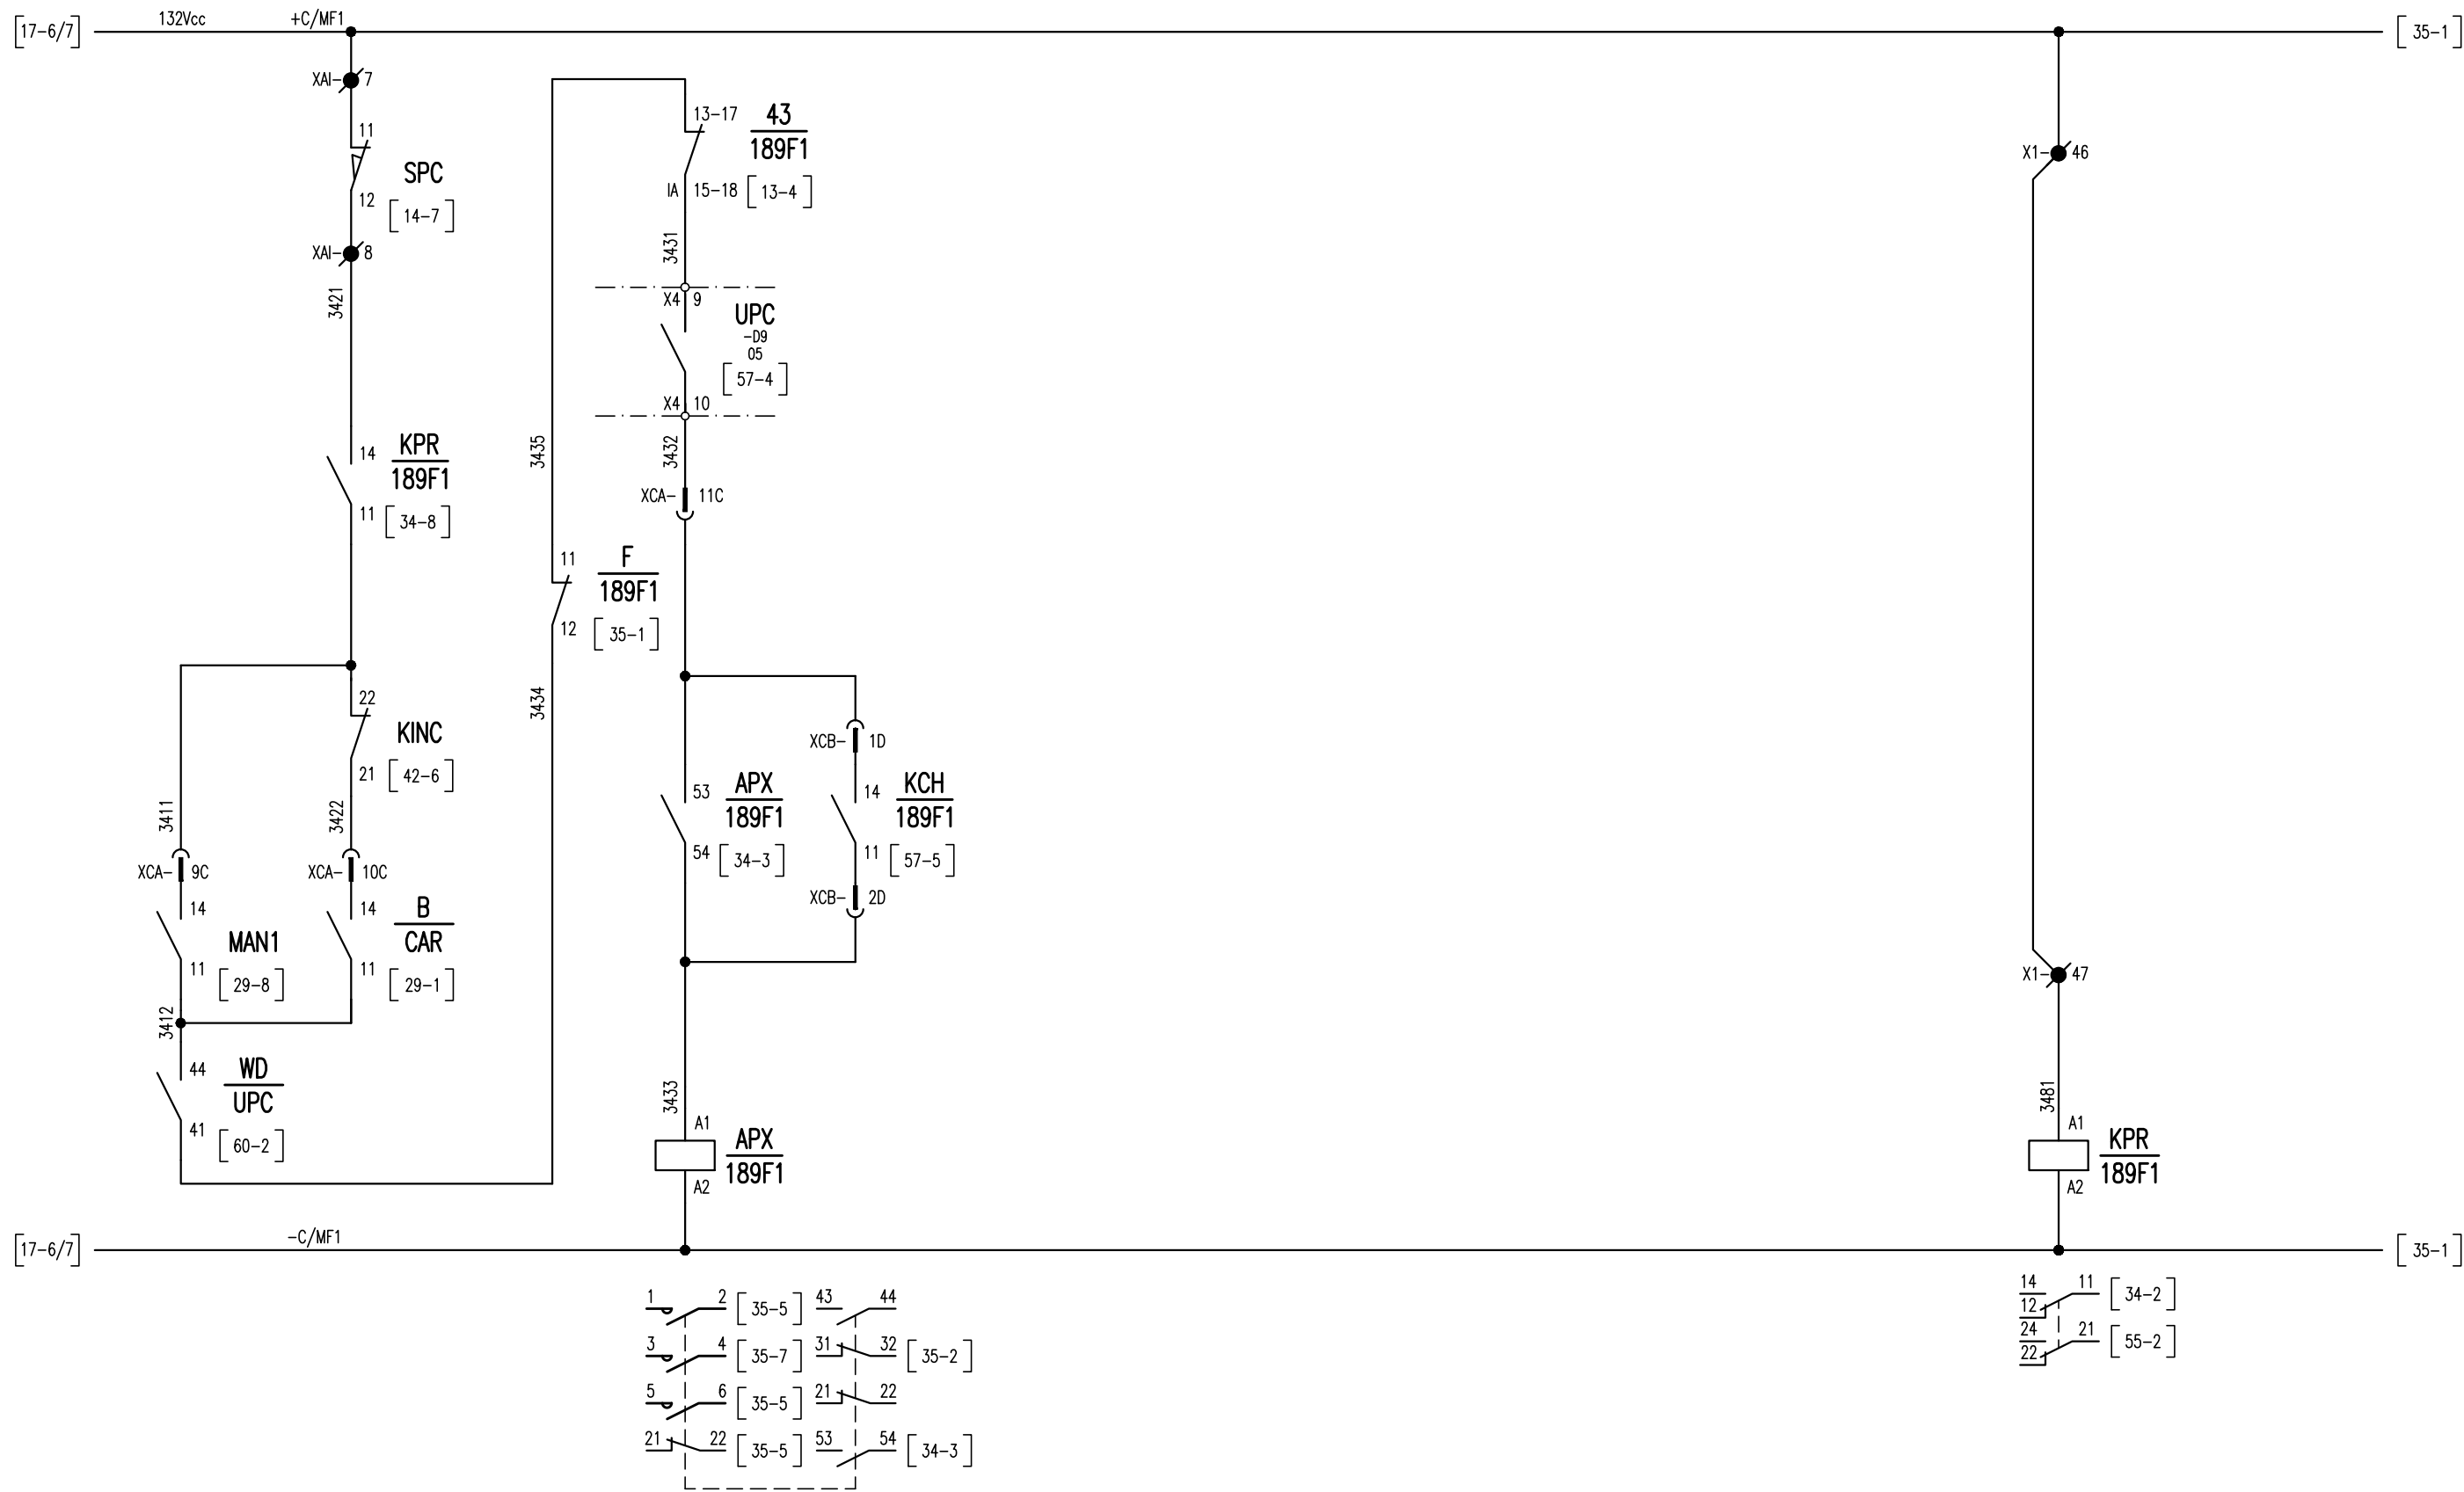 [17-6/7]
132Vcc
+C/MF1
[35-1]
XAI-
7
11
SPC
12
[14-7]
XAI-
8
3421
14
KPR
189F1
11
[34-8]
22
KINC
21
[42-6]
3411
3422
XCA-
9C
XCA-
10C
14
MAN1
11
[29-8]
14
B
CAR
11
[29-1]
3412
44
WD
UPC
41
[60-2]
3435
11
F
189F1
12
[35-1]
3434
13-17
43
189F1
IA
15-18
[13-4]
3431
X4
9
UPC
-D9
05
[57-4]
X4
10
3432
XCA-
11C
XCB-
1D
53
APX
189F1
54
[34-3]
14
KCH
189F1
11
[57-5]
XCB-
2D
3433
A1
APX
189F1
A2
X1-
46
X1-
47
3481
A1
KPR
189F1
A2
[17-6/7]
-C/MF1
[35-1]
1
2
[35-5]
43
44
3
4
[35-7]
31
32
[35-2]
5
6
[35-5]
21
22
21
22
[35-5]
53
54
[34-3]
14
11
[34-2]
12
24
21
[55-2]
22